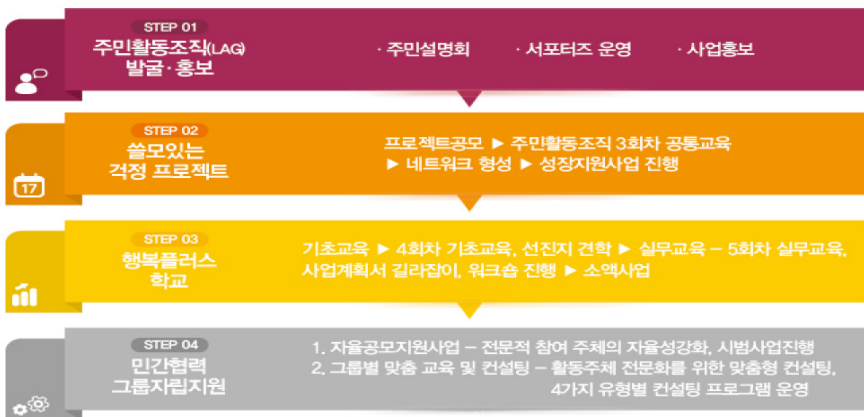 STEP 01
주민활동조직(LAG)
발굴·홍보
· 주민설명회 · 서포터즈 운영 · 사업홍보
STEP 02
쓸모있는
걱정 프로젝트
프로젝트공모 ▶ 주민활동조직 3회차 공통교육
▶ 네트워크 형성 ▶ 성장지원사업 진행
17
STEP 03
행복플러스
학교
기초교육 ▶ 4회차 기초교육, 선진지 견학 ▶ 실무교육 – 5회차 실무교육,
사업계획서 길라잡이, 워크숍 진행 ▶ 소액사업
STEP 04
민간협력
그룹자립지원
1. 자율공모지원사업 – 전문적 참여 주체의 자율성강화, 시범사업진행
2. 그룹별 맞춤 교육 및 컨설팅 – 활동주체 전문화를 위한 맞춤형 컨설팅,
4가지 유형별 컨설팅 프로그램 운영